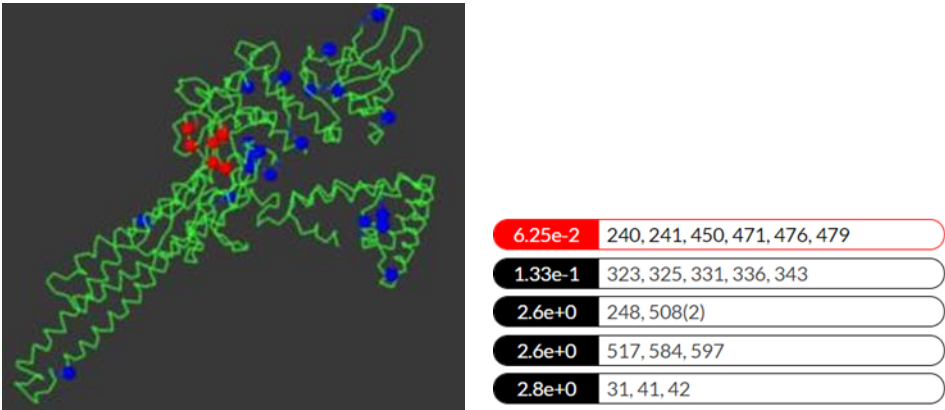 6.25e-2 240, 241, 450, 471, 476, 479
1.33e-1 323, 325, 331, 336, 343
2.6e+0 248, 508(2)
2.6e+0 517, 584, 597
2.8e+0 31, 41, 42